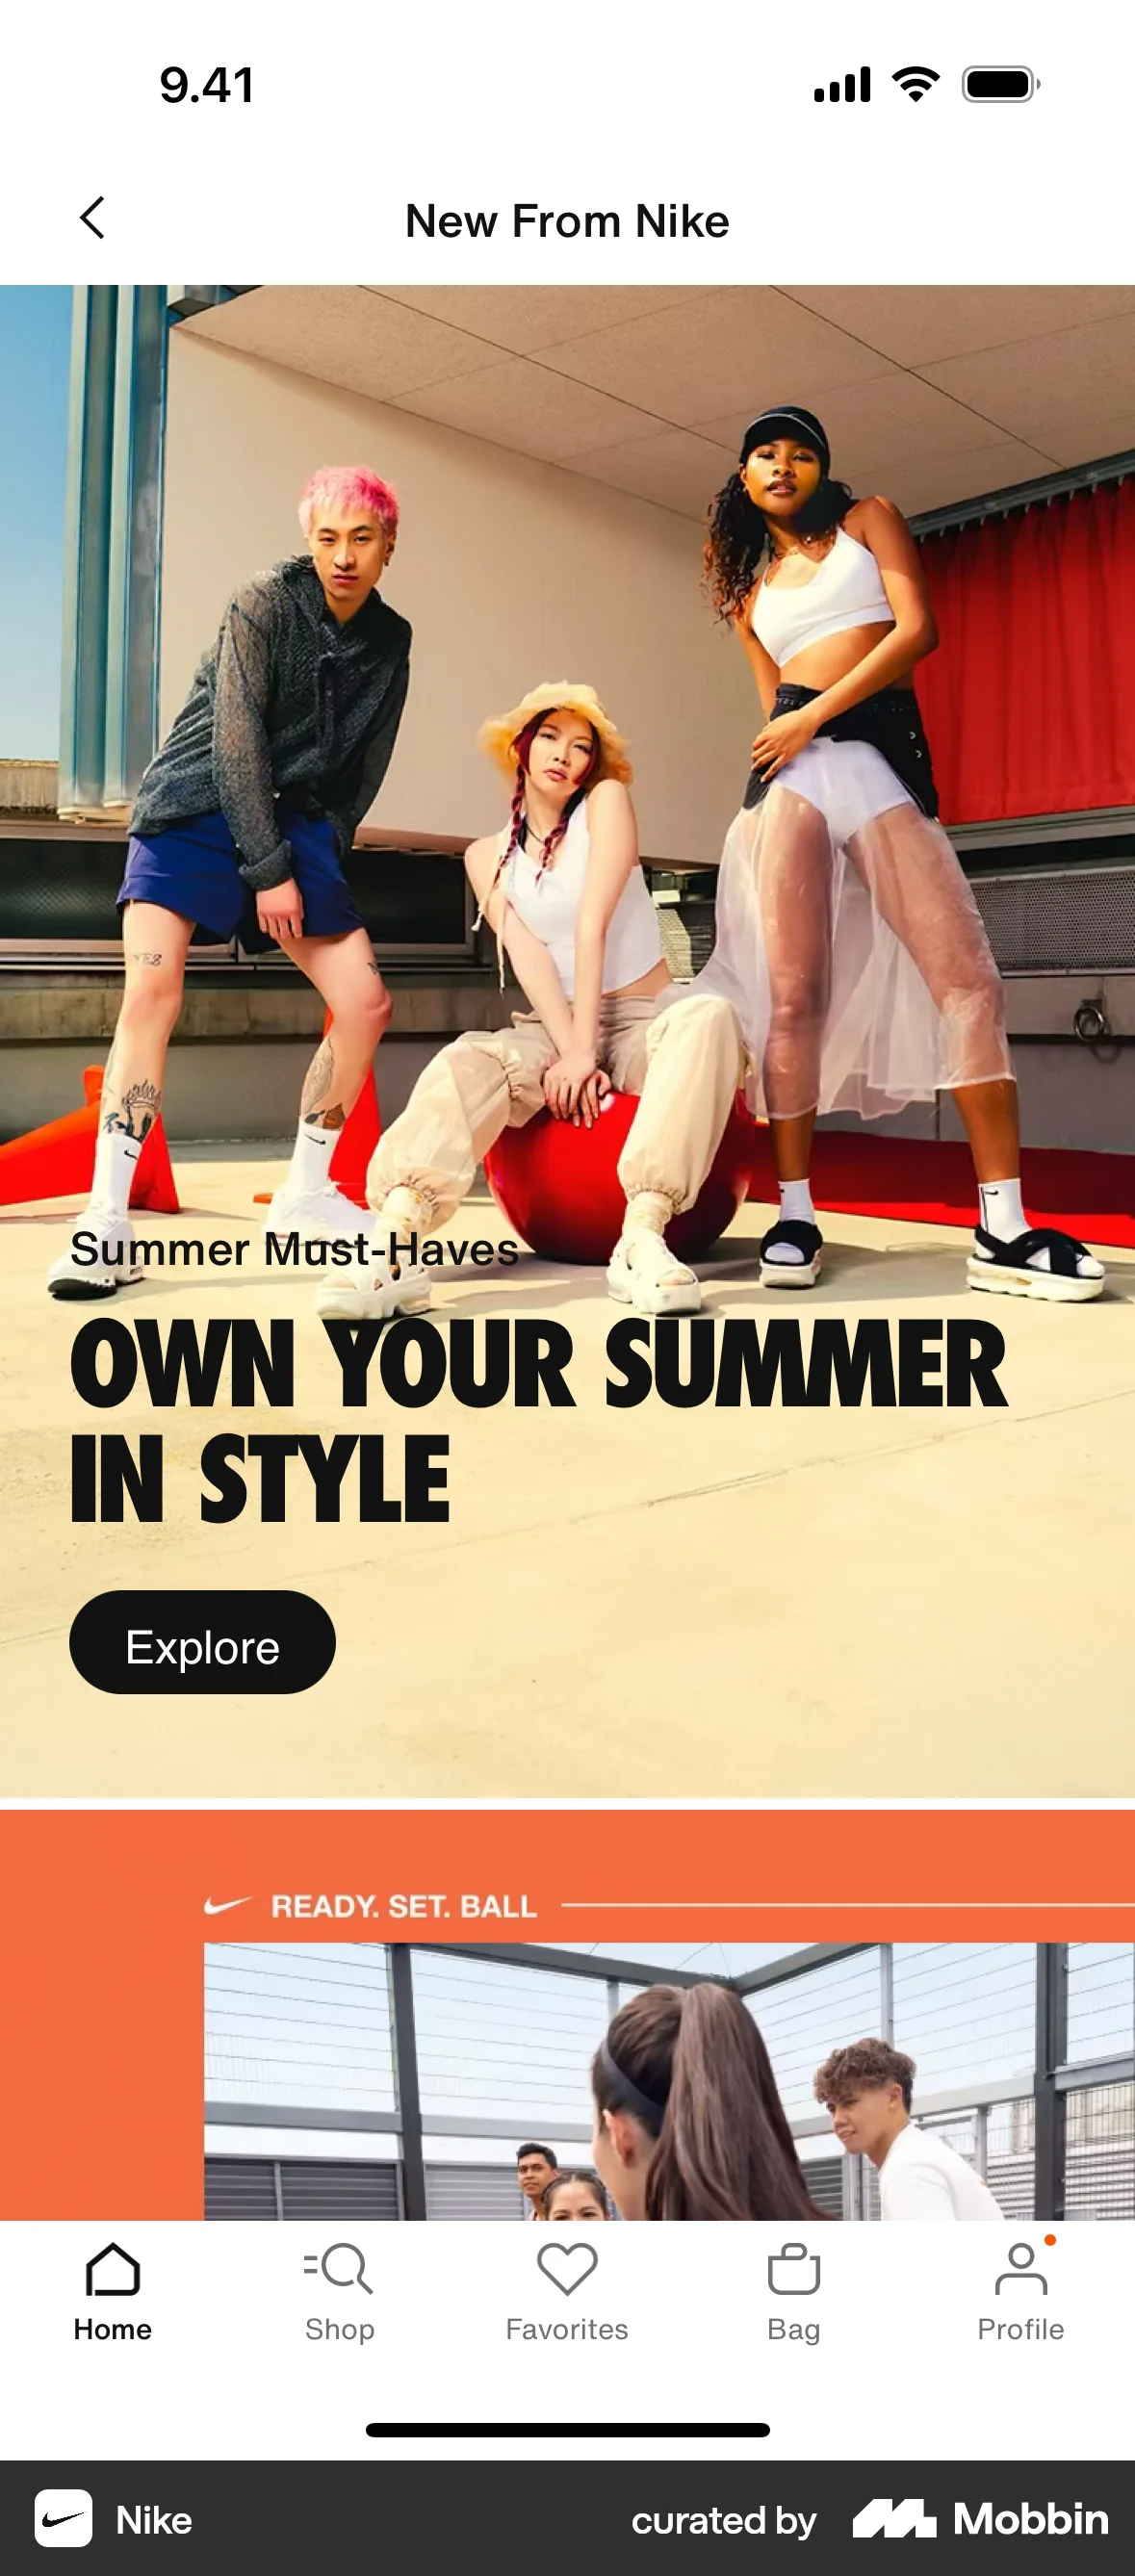 9.41
New From Nike
YES
Summer Must-Haves
OWN YOUR SUMMER
IN STYLE
Explore
READY. SET. BALL
Home
Shop
Favorites
Bag
Profile
Nike
curated by Mobbin